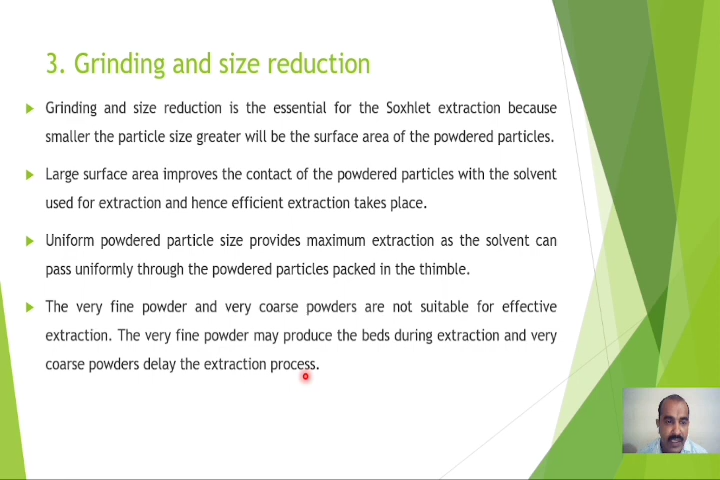 3. Grinding and size reduction
Grinding and size reduction is the essential for the Soxhlet extraction because
smaller the particle size greater will be the surface area of the powdered particles.
Large surface area improves the contact of the powdered particles with the solvent
used for extraction and hence efficient extraction takes place.
Uniform powdered particle size provides maximum extraction as the solvent can
pass uniformly through the powdered particles packed in the thimble.
The very fine powder and very coarse powders are not suitable for effective
extraction. The very fine powder may produce the beds during extraction and very
coarse powders delay the extraction process.